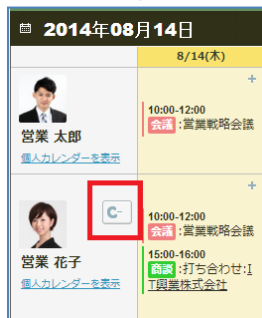 2014年08月14日
8/14(木)
+
営業 太郎
個人カレンダーを表示
10:00-12:00
会議:営業戦略会議
+
C-
営業 花子
個人カレンダーを表示
10:00-12:00
会議:営業戦略会議
15:00-16:00
商談:打ち合わせ:I
T興業株式会社